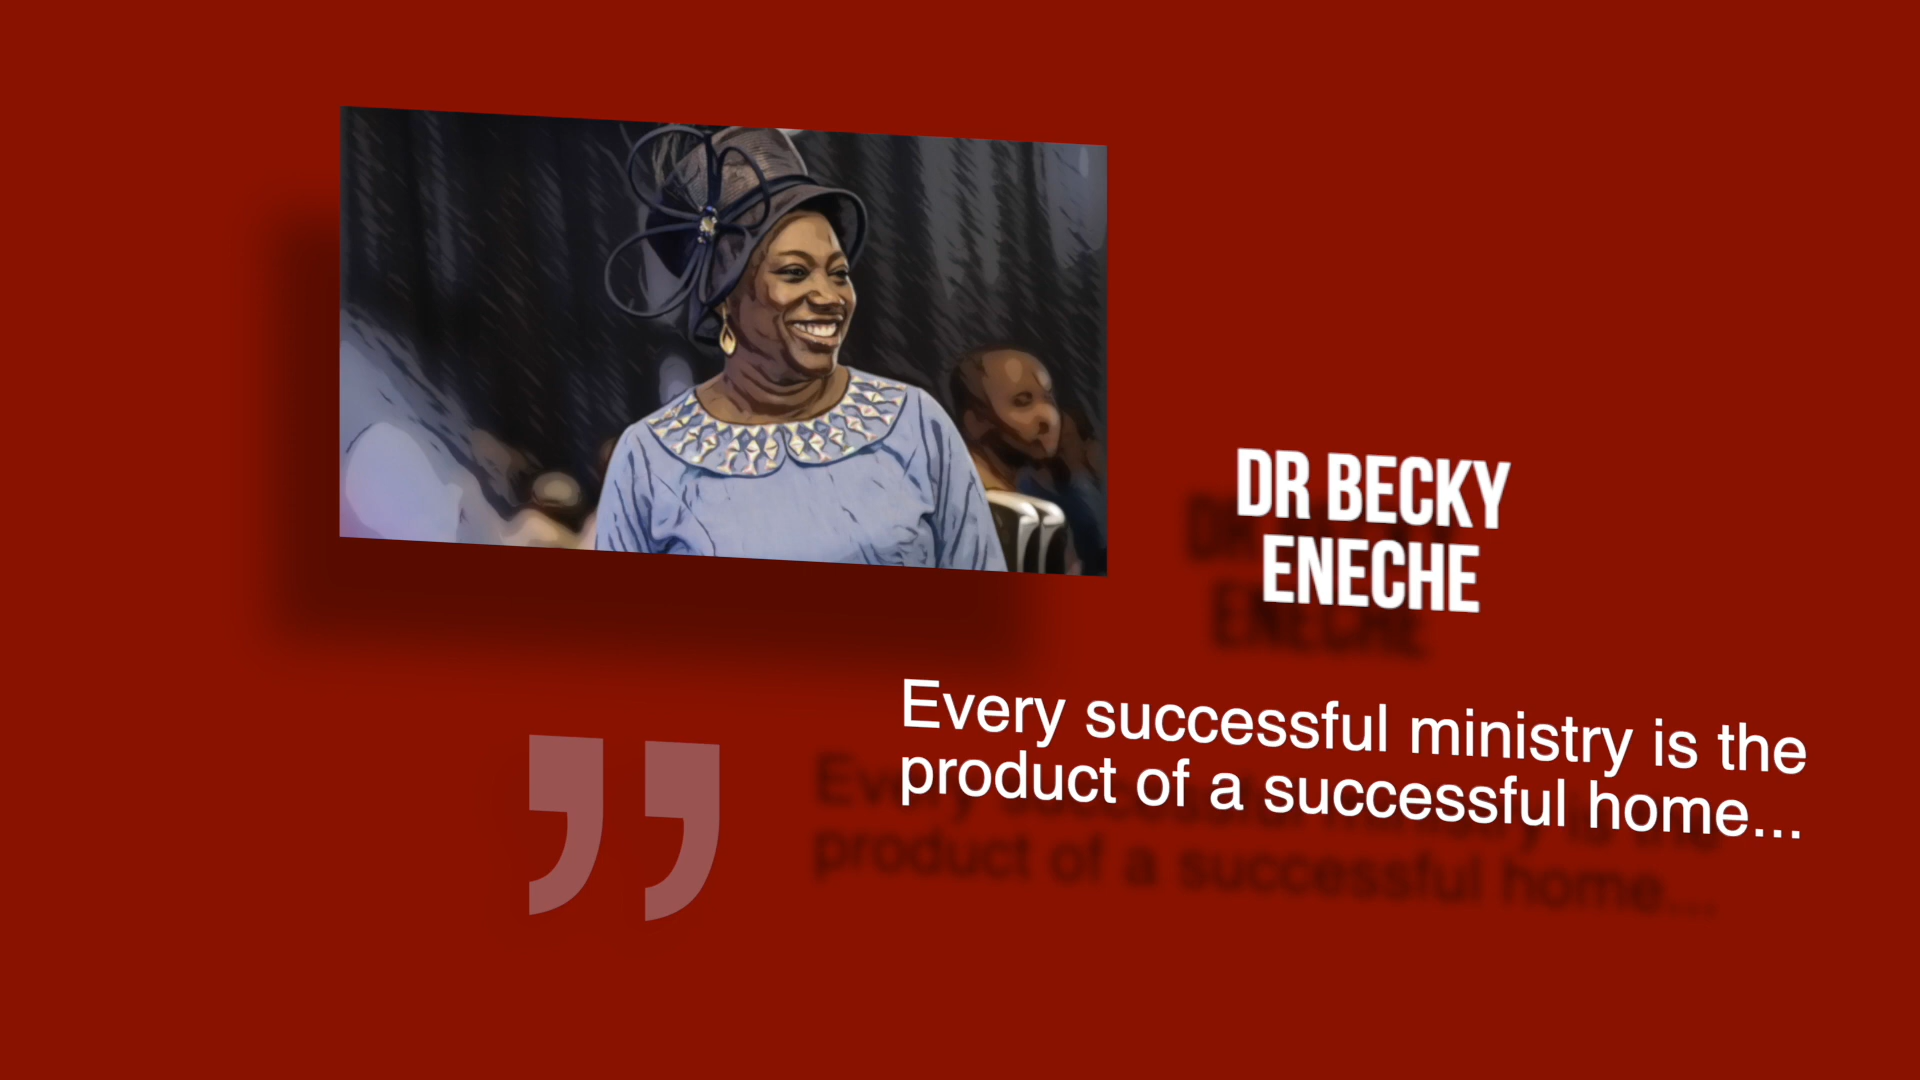 DR BECKY
ENECHE
Every successful ministry is the
product of a successful home...